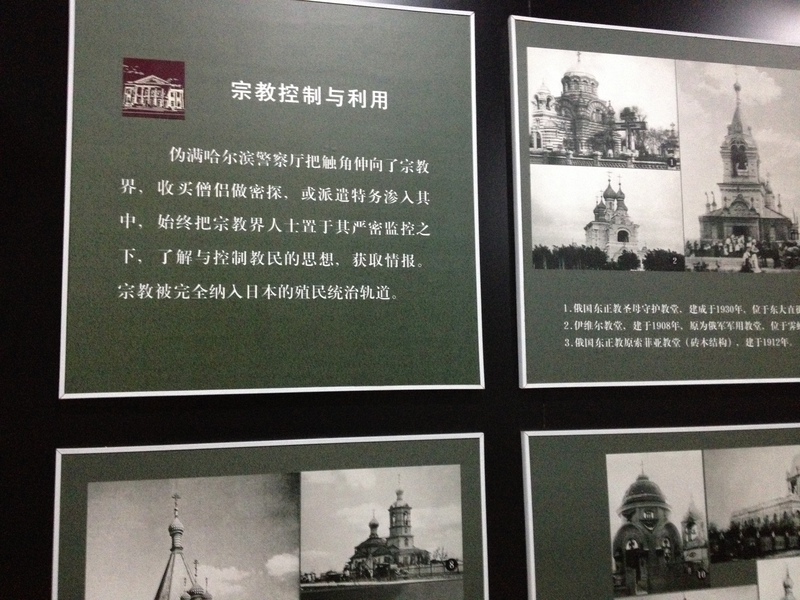 宗教控制与利用
伪满哈尔滨警察厅把触角伸向了宗教
界、收买僧侣做密探、或派遣特务渗入其
中，始终把宗教界人士置于其严密监控之
下，了解与控制教民的思想、获取情报。
宗教被完全纳入日本的殖民统治轨道。
1
2
1.俄国东正教圣母守护教堂，建成于1930年，位于东大直
2.伊维尔教堂，建于1908年，原为俄军军用教堂，位于霁
3.俄国东正教原索菲亚教堂（砖木结构），建于1912年。
8
10